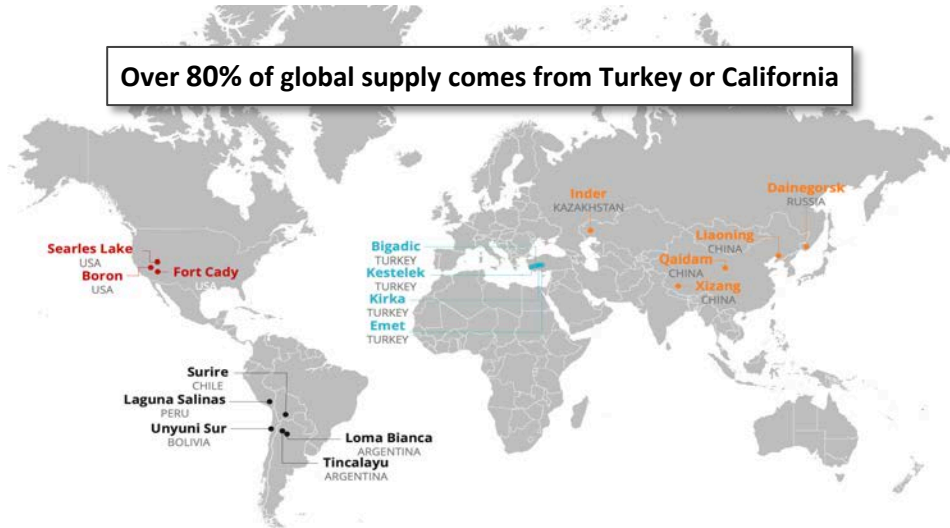 Over 80% of global supply comes from Turkey or California
Searles Lake
USA
Boron
USA
Fort Cady
USA
Bigadic
TURKEY
Kestelek
TURKEY
Kirka
TURKEY
Emet
TURKEY
Inder
KAZAKHSTAN
Dainegorsk
RUSSIA
Liaoning
CHINA
Qaidam
CHINA
Xizang
CHINA
Surire
CHILE
Laguna Salinas
PERU
Unyuni Sur
BOLIVIA
Loma Bianca
ARGENTINA
Tincalayu
ARGENTINA